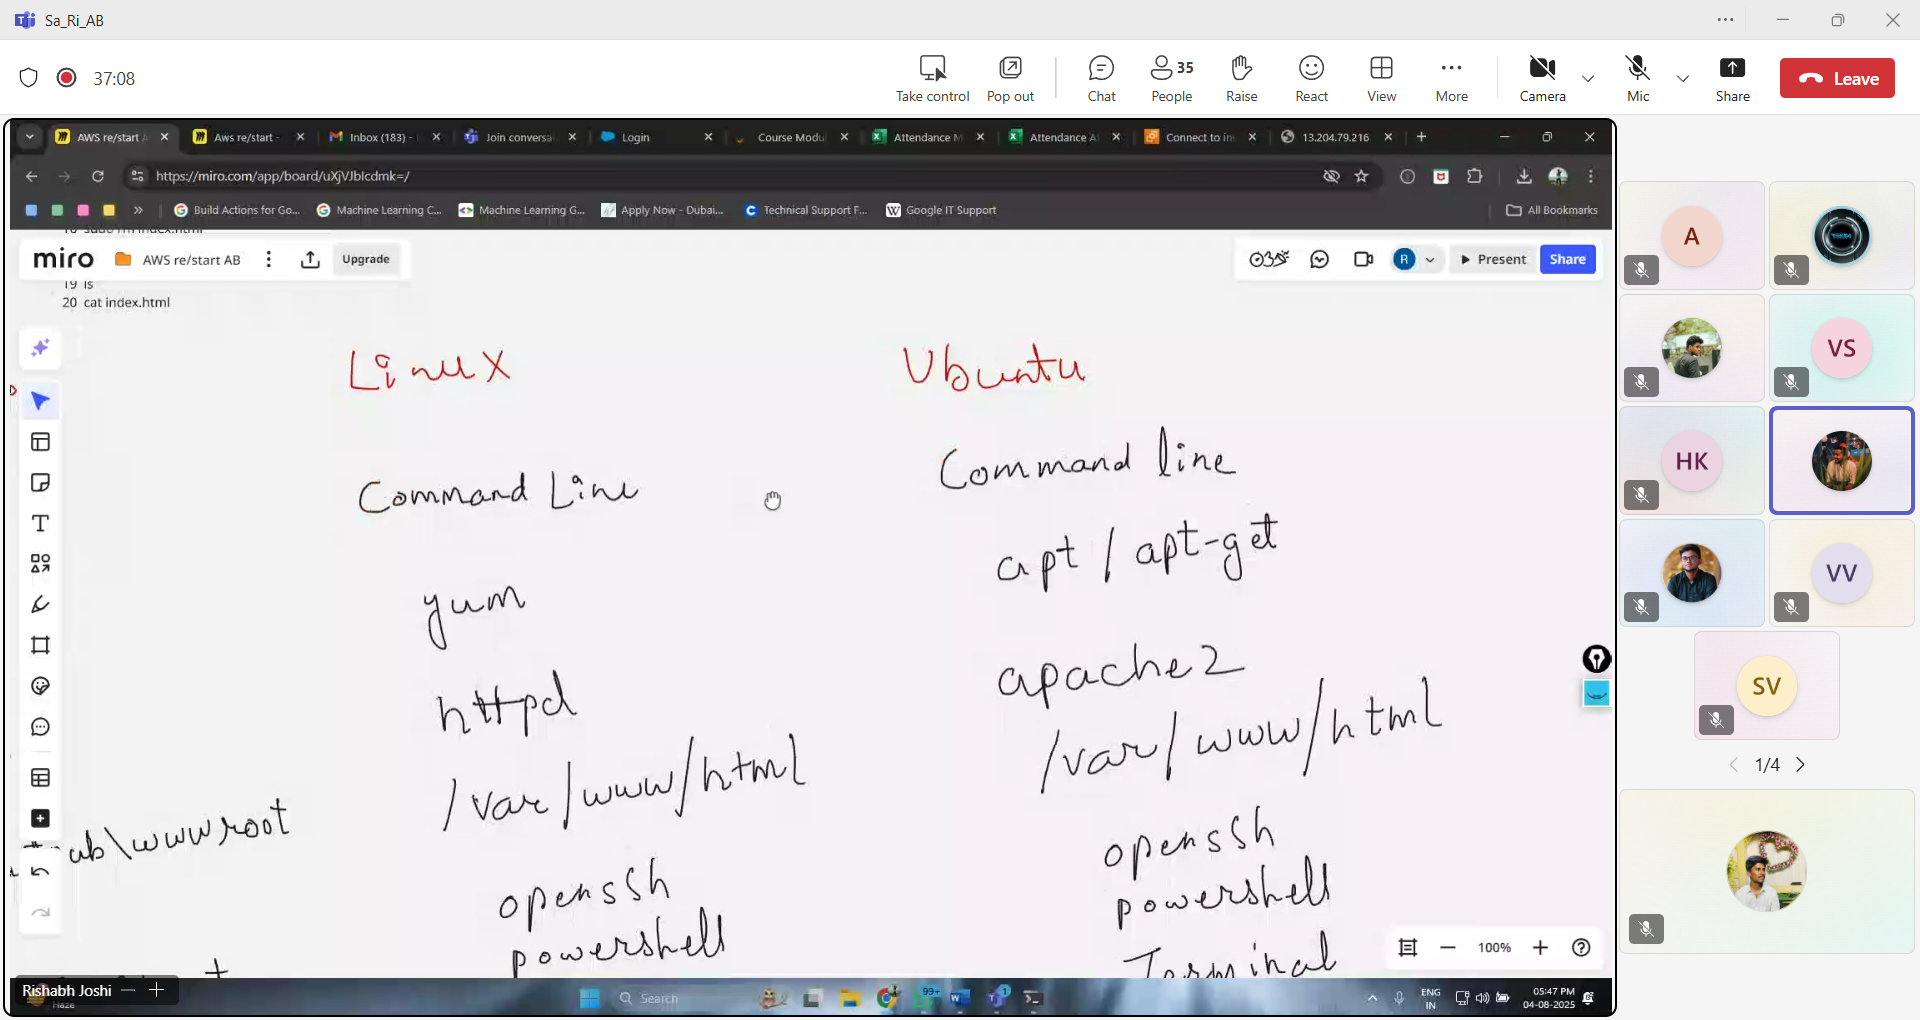 Sa_Ri_AB
37:08
Take control
Pop out
Chat
35
People
Raise
React
View
More
Camera
Mic
Share
Leave
AWS re/start A
Aws re/start -
Inbox (183) -
Join conversa
Login
Course Modu
Attendance M
Attendance A
Connect to in
13.204.79.216
https://miro.com/app/board/uXjVJbIcdmk=/
Build Actions for Go...
Machine Learning C...
Machine Learning G...
Apply Now - Dubai...
Technical Support F...
Google IT Support
All Bookmarks
miro
AWS re/start AB
Upgrade
R
Present
Share
19 ls
20 cat index.html
Linux
Ubuntu
Command Line
Command line
apt / apt-get
yum
apache2
httpd
/var/www/html
/var/www/html
ab\wwwroot
openssh
openssh
powershell
powershell
Terminal
100%
A
VS
HK
VV
SV
1/4
Rishabh Joshi
Haze
Search
99+
1
ENG
IN
05:47 PM
04-08-2025